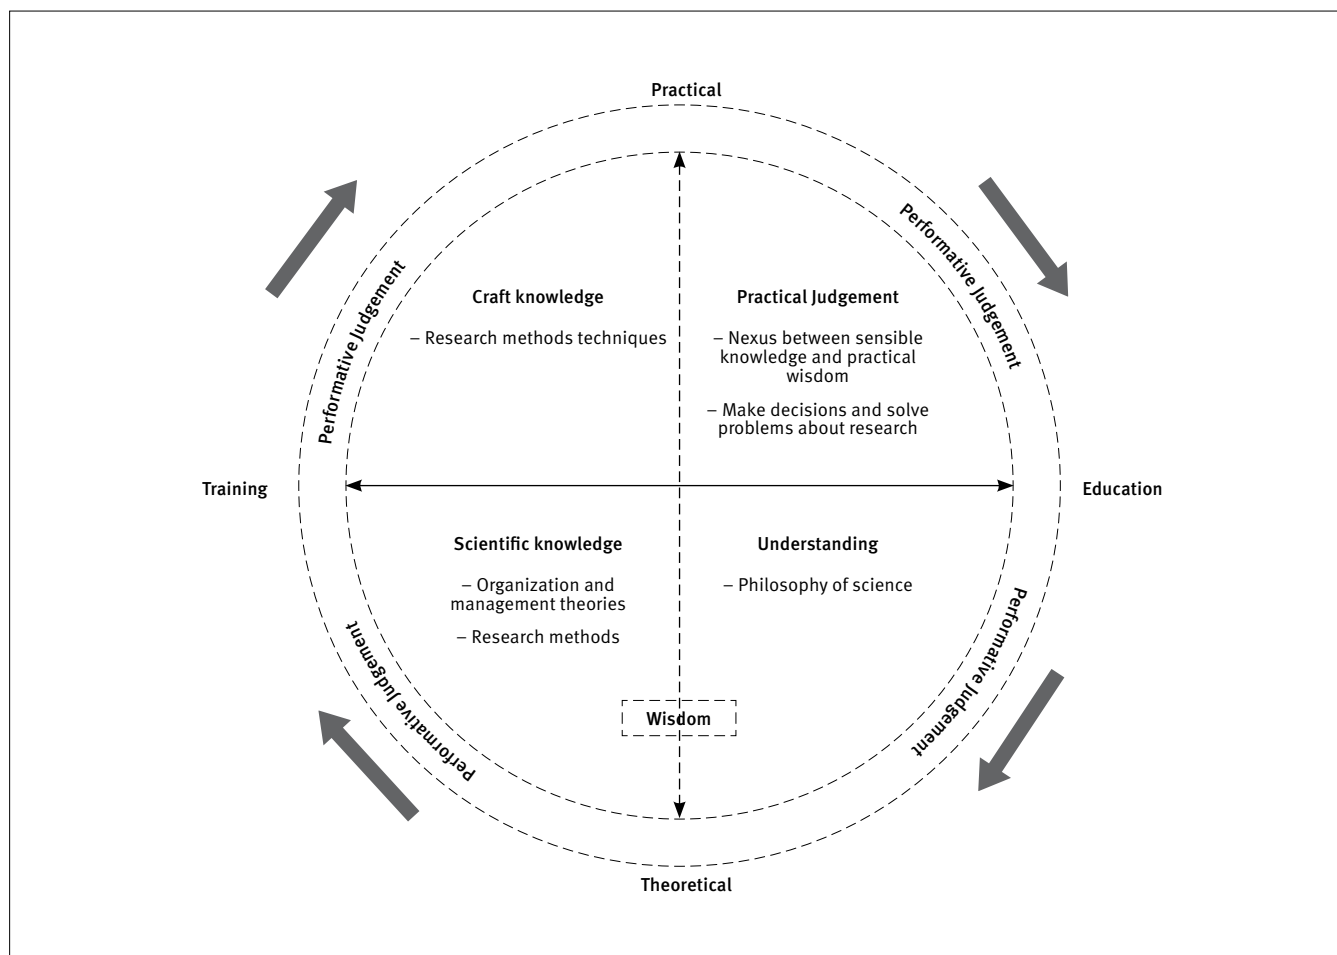 Practical
Performative Judgement
Performative Judgement
Craft knowledge
– Research methods techniques
Practical Judgement
– Nexus between sensible
knowledge and practical
wisdom
– Make decisions and solve
problems about research
Training
Education
Scientific knowledge
– Organization and
management theories
– Research methods
Understanding
– Philosophy of science
Performative Judgement
Performative Judgement
Wisdom
Theoretical